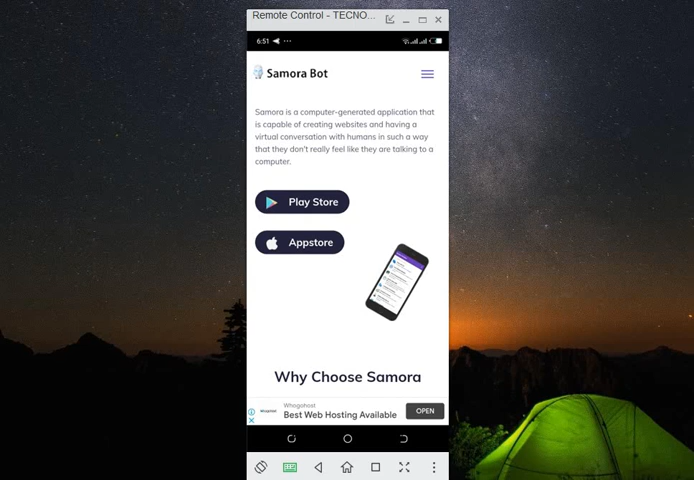 Remote Control - TECNO...
6:51
Samora Bot
Samora is a computer-generated application that
is capable of creating websites and having a
virtual conversation with humans in such a way
that they don't really feel like they are talking to a
computer.
Play Store
Appstore
Why Choose Samora
Whogohost
Best Web Hosting Available
OPEN